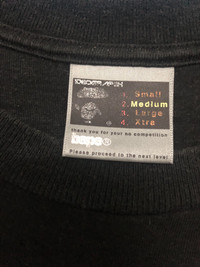 1. Small
2. Medium
3. Large
4. Xtra
thank you for your no competition
bape®
Please proceed to the next level.